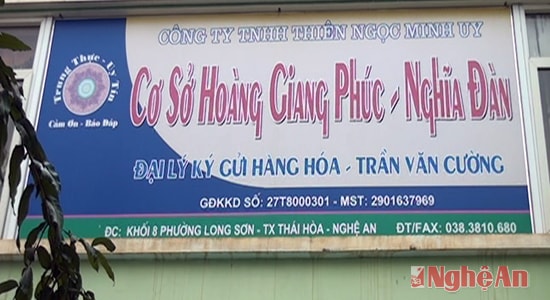 CÔNG TY TNHH THIÊN NGỌC MINH UY
Trung Thực - Uy Tín
Cảm Ơn - Báo Đáp
CƠ SỞ HOÀNG GIANG PHÚC - NGHĨA ĐÀN
ĐẠI LÝ KÝ GỬI HÀNG HÓA - TRẦN VĂN CƯỜNG
GĐKKD SỐ: 27T8000301 - MST: 2901637969
ĐC: KHỐI 8 PHƯỜNG LONG SƠN - TX THÁI HÒA - NGHỆ AN ĐT/FAX: 038.3810.680
Nghệ An